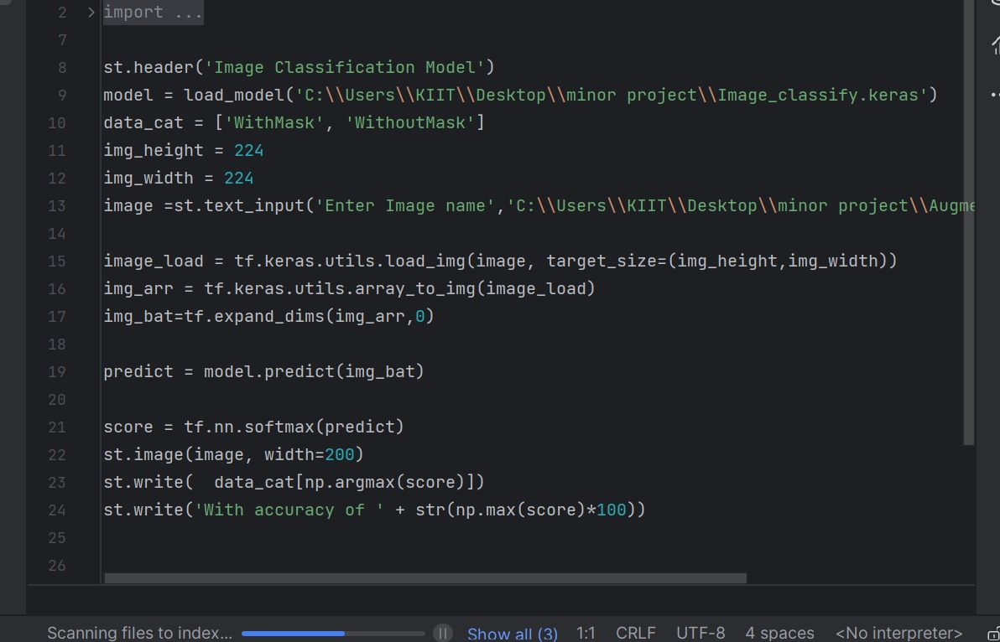 2 import ...
7
8 st.header('Image Classification Model')
9 model = load_model('C:\\Users\\KIIT\\Desktop\\minor project\\Image_classify.keras')
10 data_cat = ['WithMask', 'WithoutMask']
11 img_height = 224
12 img_width = 224
13 image =st.text_input('Enter Image name','C:\\Users\\KIIT\\Desktop\\minor project\\Augme
14
15 image_load = tf.keras.utils.load_img(image, target_size=(img_height,img_width))
16 img_arr = tf.keras.utils.array_to_img(image_load)
17 img_bat=tf.expand_dims(img_arr,0)
18
19 predict = model.predict(img_bat)
20
21 score = tf.nn.softmax(predict)
22 st.image(image, width=200)
23 st.write(  data_cat[np.argmax(score)])
24 st.write('With accuracy of ' + str(np.max(score)*100))
25
26
Scanning files to index... Show all (3) 1:1 CRLF UTF-8 4 spaces <No interpreter>